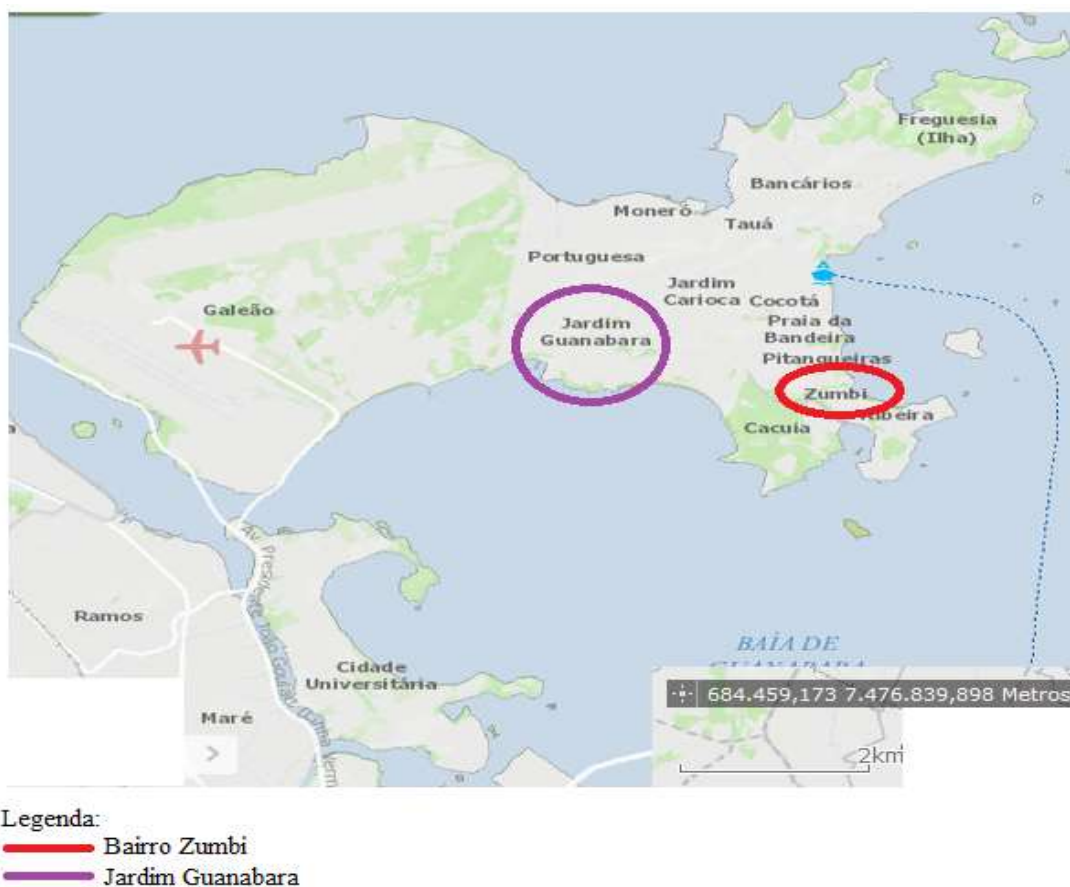 Freguesia
(Ilha)
Bancários
Moneró
Tauá
Portuguesa
Jardim
Carioca
Cocotá
Galeão
Jardim
Guanabara
Praia da
Bandeira
Pitangueiras
Zumbi
Ribeira
Cacuia
Ramos
Cidade
Universitária
Maré
BAÍA DE
GUANABARA
684.459,173 7.476.839,898 Metros
2km
Legenda:
Bairro Zumbi
Jardim Guanabara